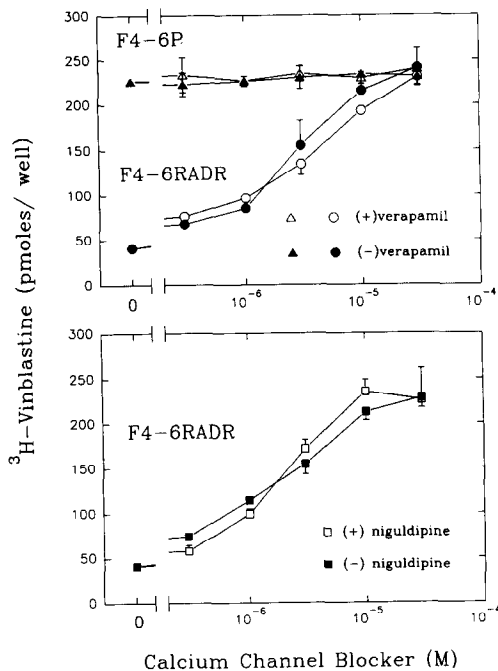 ³H-Vinblastine (pmoles/ well)
300
250
200
150
100
50
0
F4-6P
F4-6RADR
△ ○ (+)verapamil
▲ ● (-)verapamil
0
10⁻⁶
10⁻⁵
10⁻⁴
300
250
200
150
100
50
0
F4-6RADR
□ (+) niguldipine
■ (-) niguldipine
0
10⁻⁶
10⁻⁵
10⁻⁴
Calcium Channel Blocker (M)